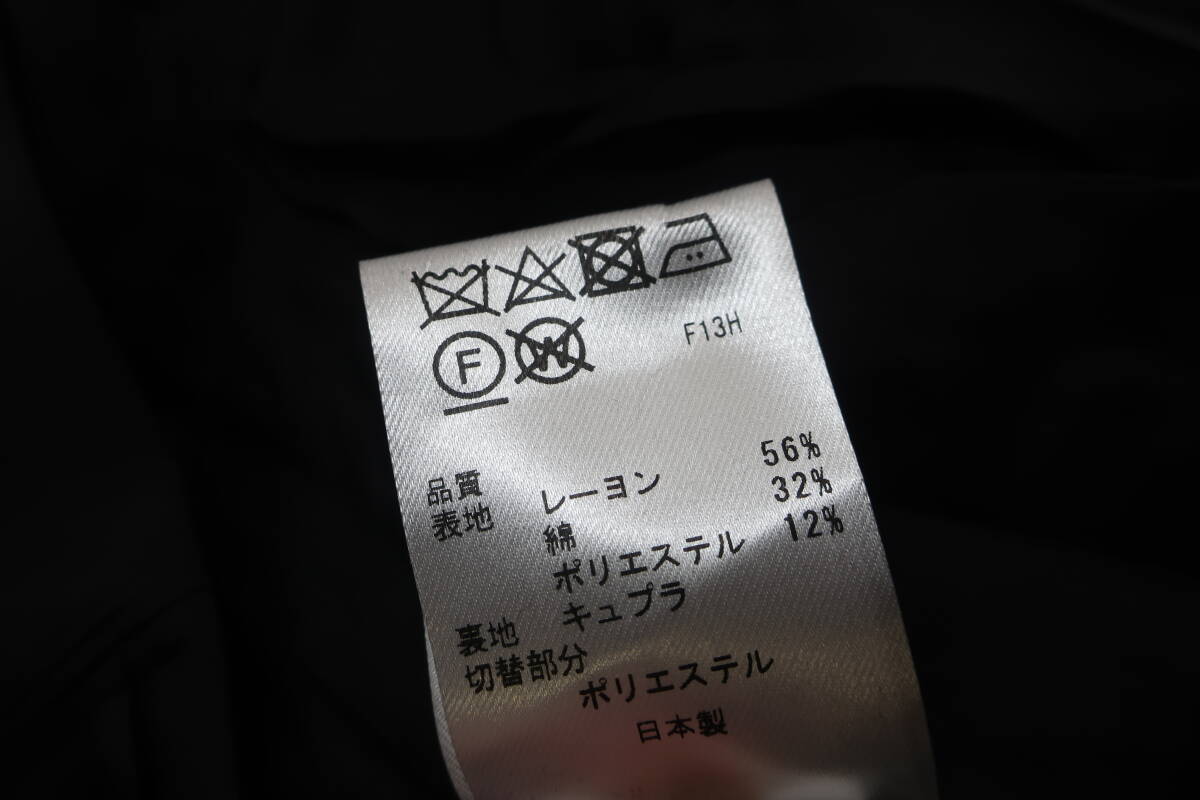 F W
F13H
品質
表地 レーヨン 56%
綿 32%
ポリエステル 12%
裏地 キュプラ
切替部分
ポリエステル
日本製